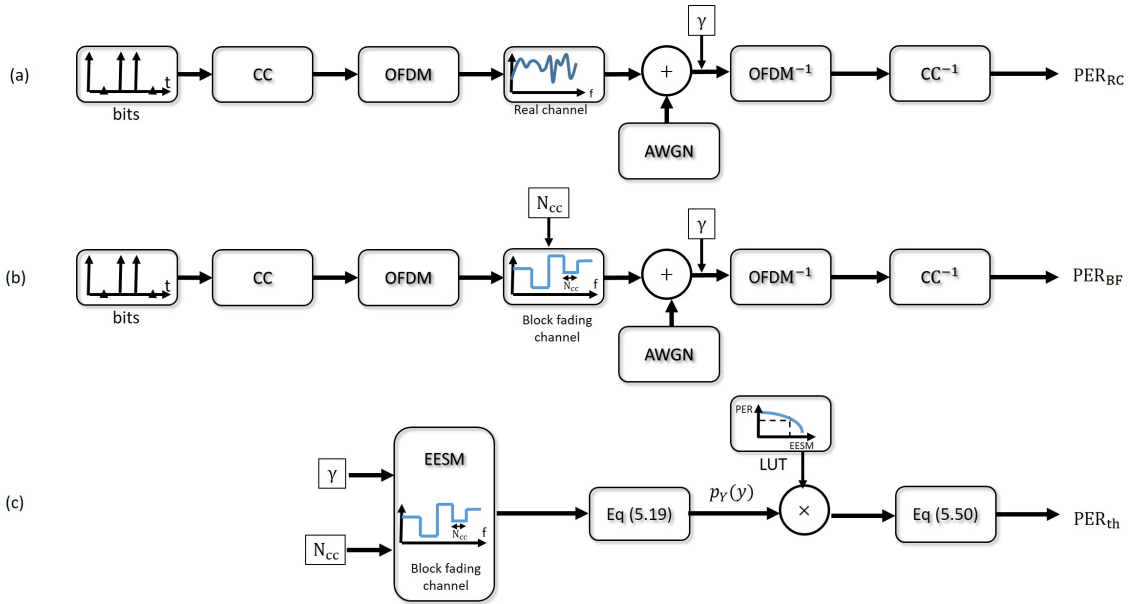 γ
(a)
t
bits
CC
OFDM
f
Real channel
+
AWGN
OFDM⁻¹
CC⁻¹
PER_RC
N_cc
γ
(b)
t
bits
CC
OFDM
N_cc
f
Block fading
channel
+
AWGN
OFDM⁻¹
CC⁻¹
PER_BF
PER
EESM
LUT
(c)
γ
N_cc
EESM
N_cc
f
Block fading
channel
Eq (5.19)
p_Y(y)
×
Eq (5.50)
PER_th